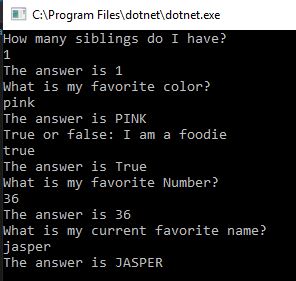 C:\Program Files\dotnet\dotnet.exe
How many siblings do I have?
1
The answer is 1
What is my favorite color?
pink
The answer is PINK
True or false: I am a foodie
true
The answer is True
What is my favorite Number?
36
The answer is 36
What is my current favorite name?
jasper
The answer is JASPER